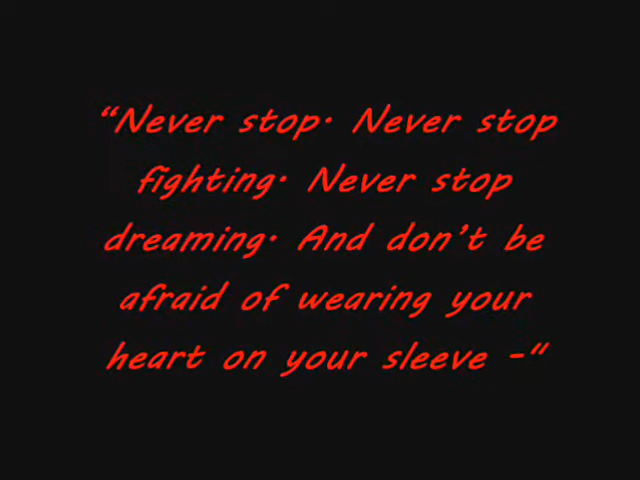 “Never stop. Never stop
fighting. Never stop
dreaming. And don't be
afraid of wearing your
heart on your sleeve -“